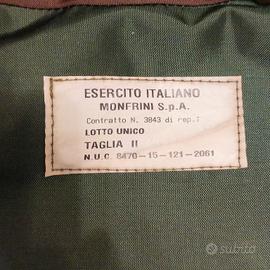 ESERCITO ITALIANO
MONFRINI S.p.A.
Contratto N. 3843 di rep.
LOTTO UNICO
TAGLIA II
N.U.C. 8470-15-121-2061
subito